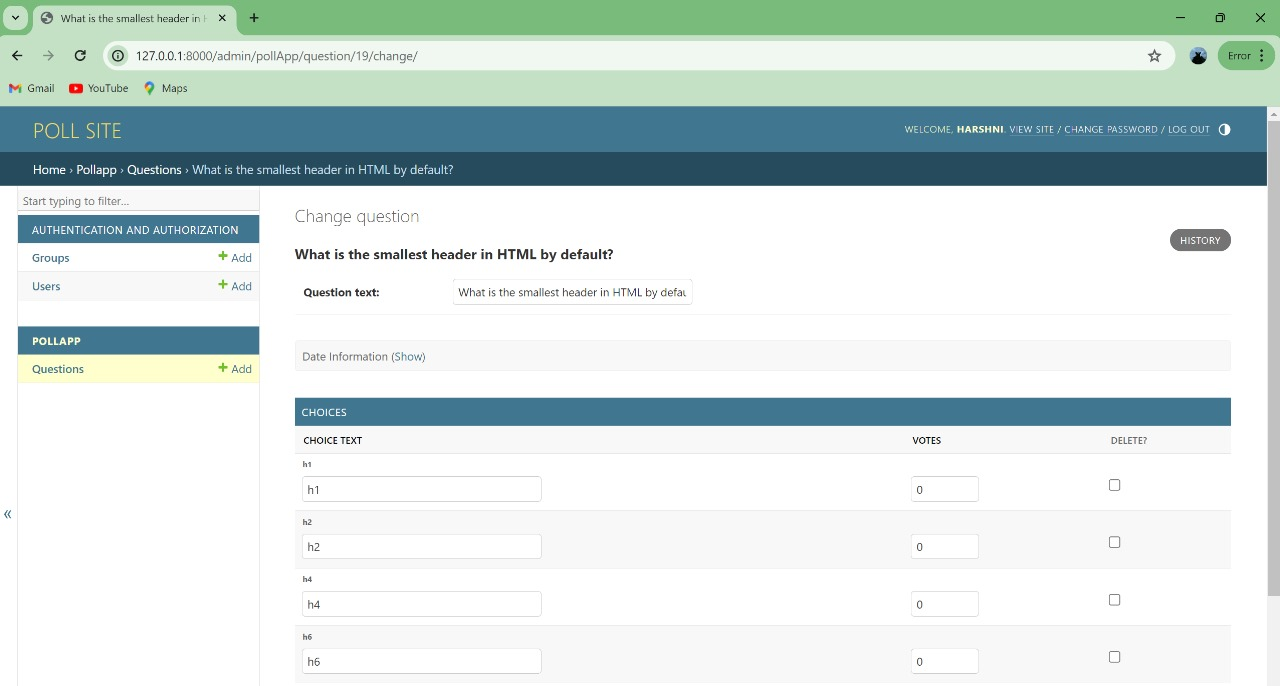 What is the smallest header in H
127.0.0.1:8000/admin/pollApp/question/19/change/
Error
Gmail YouTube Maps
POLL SITE
WELCOME, HARSHNI. VIEW SITE / CHANGE PASSWORD / LOG OUT
Home › Pollapp › Questions › What is the smallest header in HTML by default?
Start typing to filter...
AUTHENTICATION AND AUTHORIZATION
Groups + Add
Users + Add
POLLAPP
Questions + Add
«
Change question
HISTORY
What is the smallest header in HTML by default?
Question text: What is the smallest header in HTML by defau
Date Information (Show)
CHOICES
CHOICE TEXT VOTES DELETE?
h1
h1 0
h2
h2 0
h4
h4 0
h6
h6 0